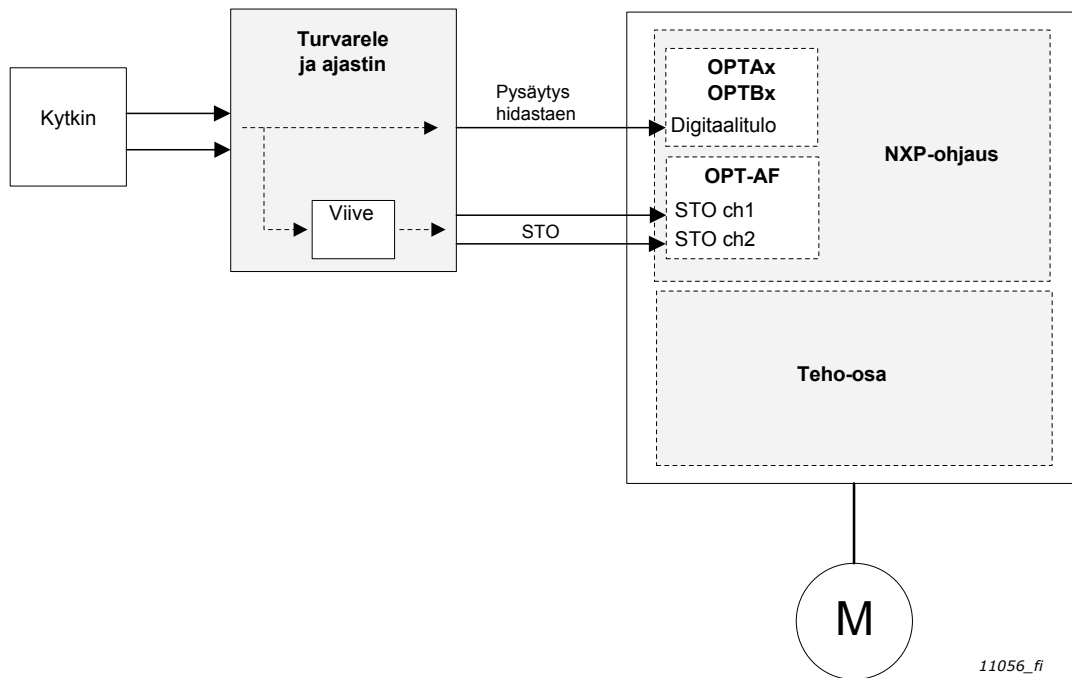 Turvarele
ja ajastin
Kytkin
Viive
Pysäytys
hidastaen
STO
OPTAx
OPTBx
Digitaalitulo
NXP-ohjaus
OPT-AF
STO ch1
STO ch2
Teho-osa
M
11056_fi